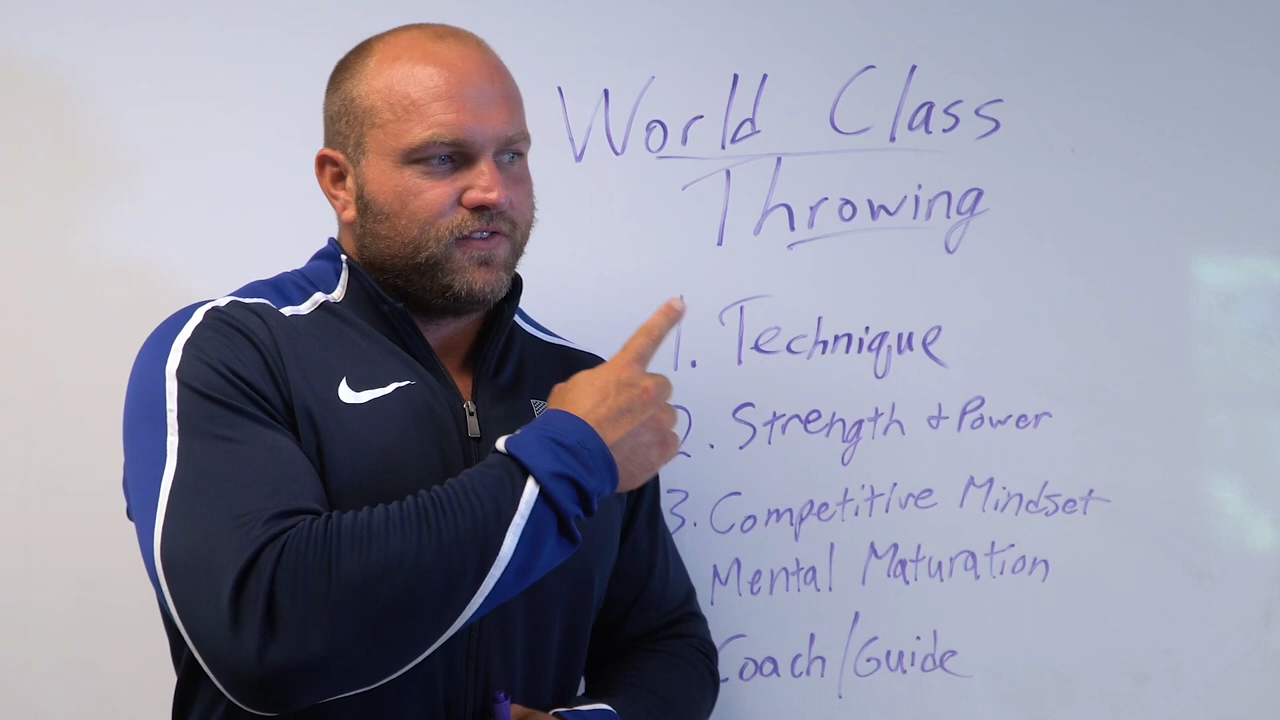 World Class
Throwing
1. Technique
2. Strength + Power
3. Competitive Mindset
Mental Maturation
Coach/Guide